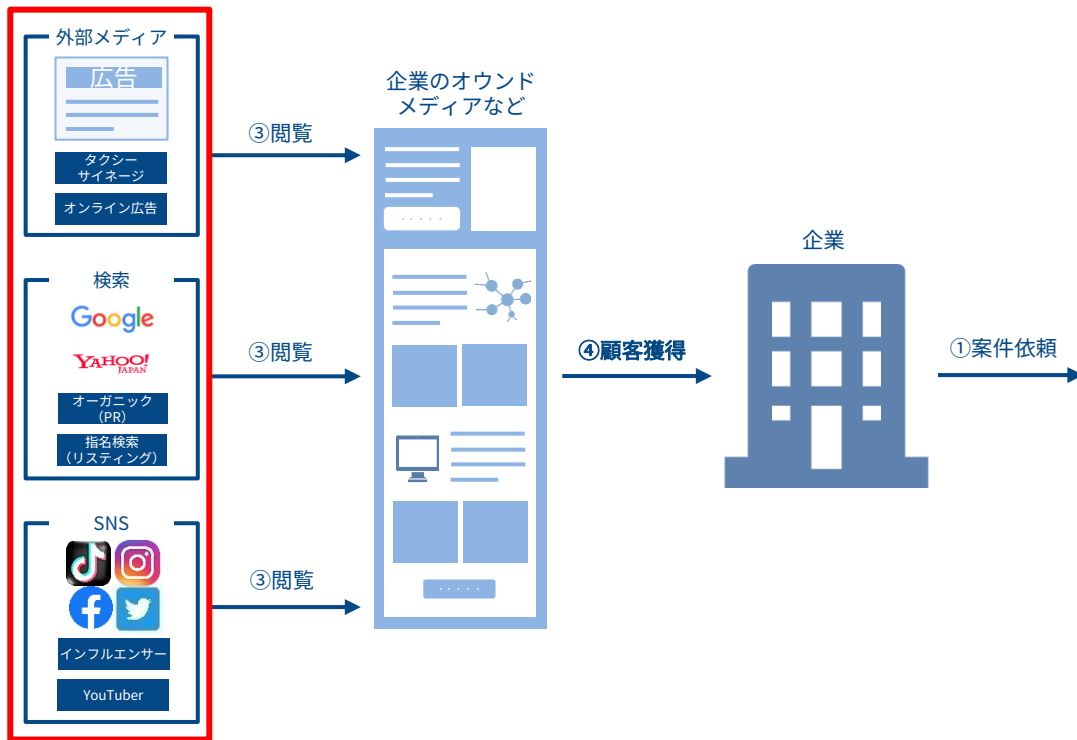 外部メディア
広告
タクシー
サイネージ
オンライン広告
③閲覧
検索
Google
YAHOO!
JAPAN
オーガニック
（PR）
指名検索
（リスティング）
③閲覧
SNS
インフルエンサー
YouTuber
③閲覧
企業のオウンド
メディアなど
④顧客獲得
企業
①案件依頼